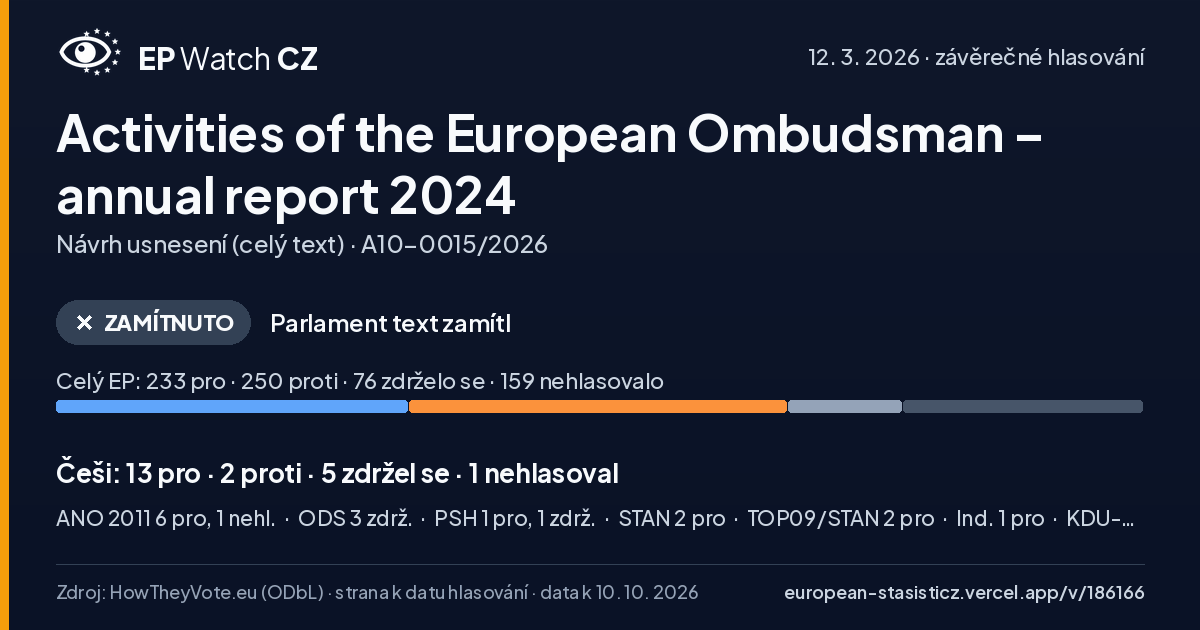 EP Watch CZ
12. 3. 2026 · závěrečné hlasování
Activities of the European Ombudsman –
annual report 2024
Návrh usnesení (celý text) · A10-0015/2026
✕ ZAMÍTNUTO
Parlament text zamítl
Celý EP: 233 pro · 250 proti · 76 zdrželo se · 159 nehlasovalo
Češi: 13 pro · 2 proti · 5 zdržel se · 1 nehlasoval
ANO 2011 6 pro, 1 nehl. · ODS 3 zdrž. · PSH 1 pro, 1 zdrž. · STAN 2 pro · TOP09/STAN 2 pro · Ind. 1 pro · KDU-…
Zdroj: HowTheyVote.eu (ODbL) · strana k datu hlasování · data k 10. 10. 2026
european-stasisticz.vercel.app/v/186166